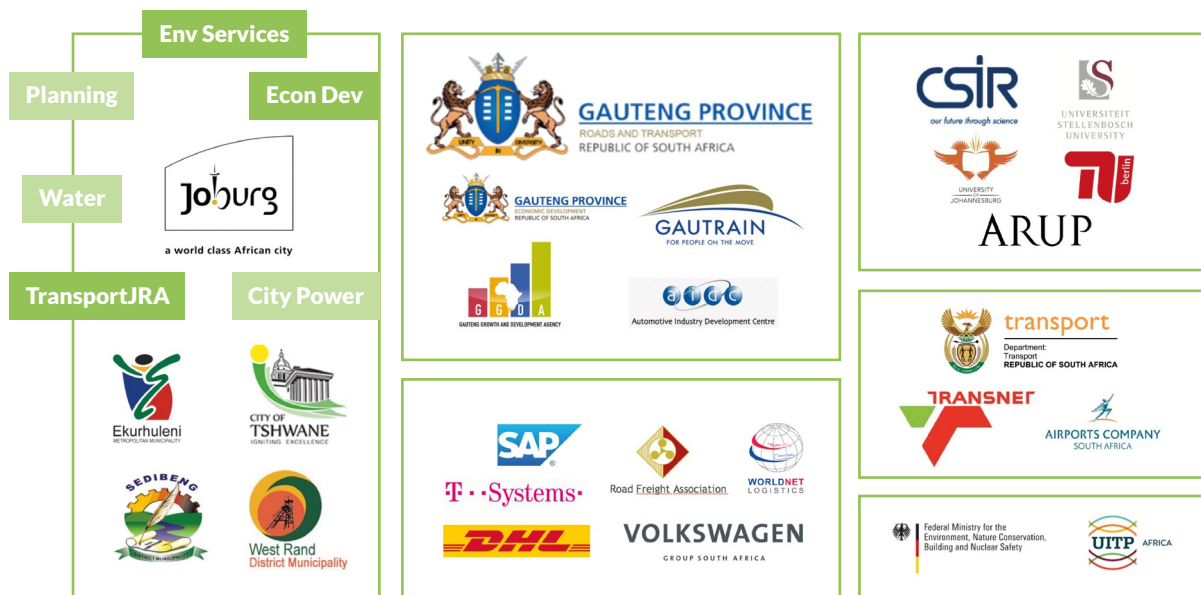 Env Services
Planning
Econ Dev
Joburg
a world class African city
Water
TransportJRA
City Power
Ekurhuleni
METROPOLITAN MUNICIPALITY
CITY OF
TSHWANE
IGNITING EXCELLENCE
SEDIBENG
DISTRICT MUNICIPALITY
West Rand
District Municipality
UNITY IN DIVERSITY
GAUTENG PROVINCE
ROADS AND TRANSPORT
REPUBLIC OF SOUTH AFRICA
GAUTENG PROVINCE
ECONOMIC DEVELOPMENT
REPUBLIC OF SOUTH AFRICA
GAUTRAIN
FOR PEOPLE ON THE MOVE
G G D A
GAUTENG GROWTH AND DEVELOPMENT AGENCY
aidc
Automotive Industry Development Centre
SAP
T··Systems·
Road Freight Association
WORLDNET
LOGISTICS
DHL
VOLKSWAGEN
GROUP SOUTH AFRICA
CSIR
our future through science
S
UNIVERSITEIT
STELLENBOSCH
UNIVERSITY
UNIVERSITY
OF
JOHANNESBURG
TU
berlin
ARUP
transport
Department:
Transport
REPUBLIC OF SOUTH AFRICA
TRANSNET
AIRPORTS COMPANY
SOUTH AFRICA
Federal Ministry for the
Environment, Nature Conservation,
Building and Nuclear Safety
UITP AFRICA